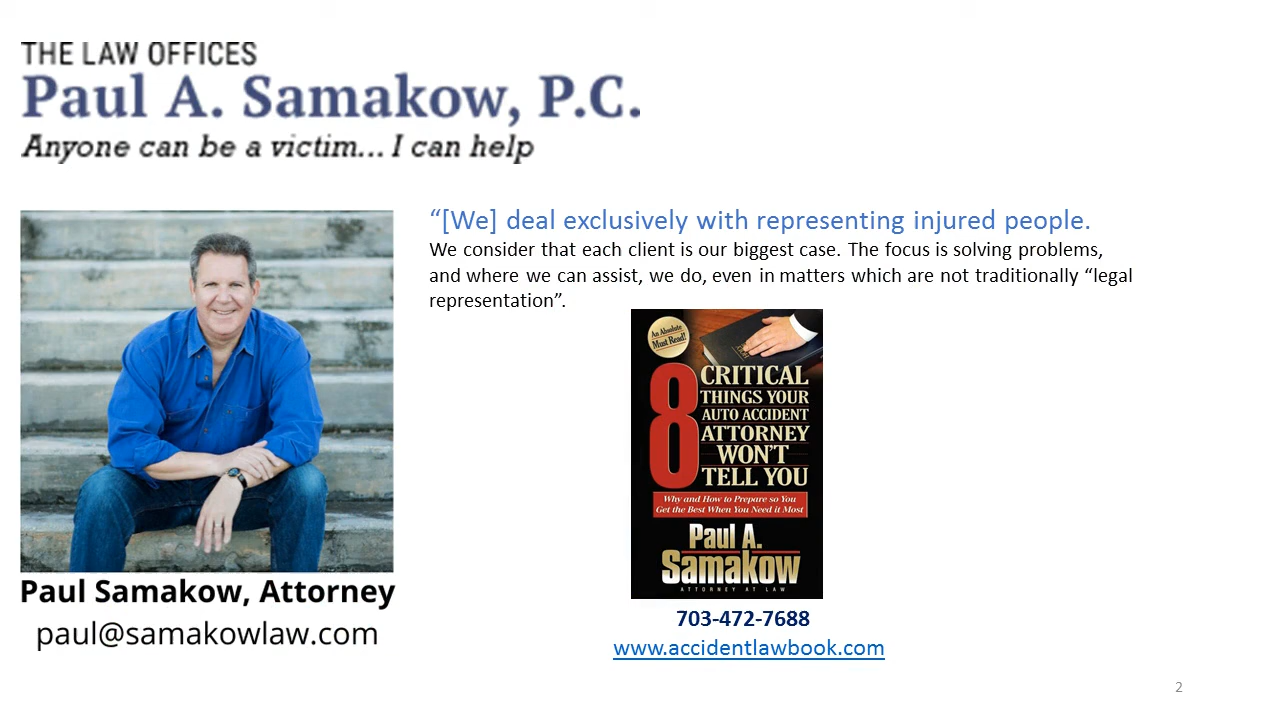 THE LAW OFFICES
Paul A. Samakow, P.C.
Anyone can be a victim... I can help
“[We] deal exclusively with representing injured people.
We consider that each client is our biggest case. The focus is solving problems,
and where we can assist, we do, even in matters which are not traditionally “legal
representation”.
An Absolute
Must Read!
8
CRITICAL
THINGS YOUR
AUTO ACCIDENT
ATTORNEY
WON'T
TELL YOU
Why and How to Prepare so You
Get the Best When You Need it Most
Paul A.
Samakow
ATTORNEY AT LAW
Paul Samakow, Attorney
paul@samakowlaw.com
703-472-7688
www.accidentlawbook.com
2